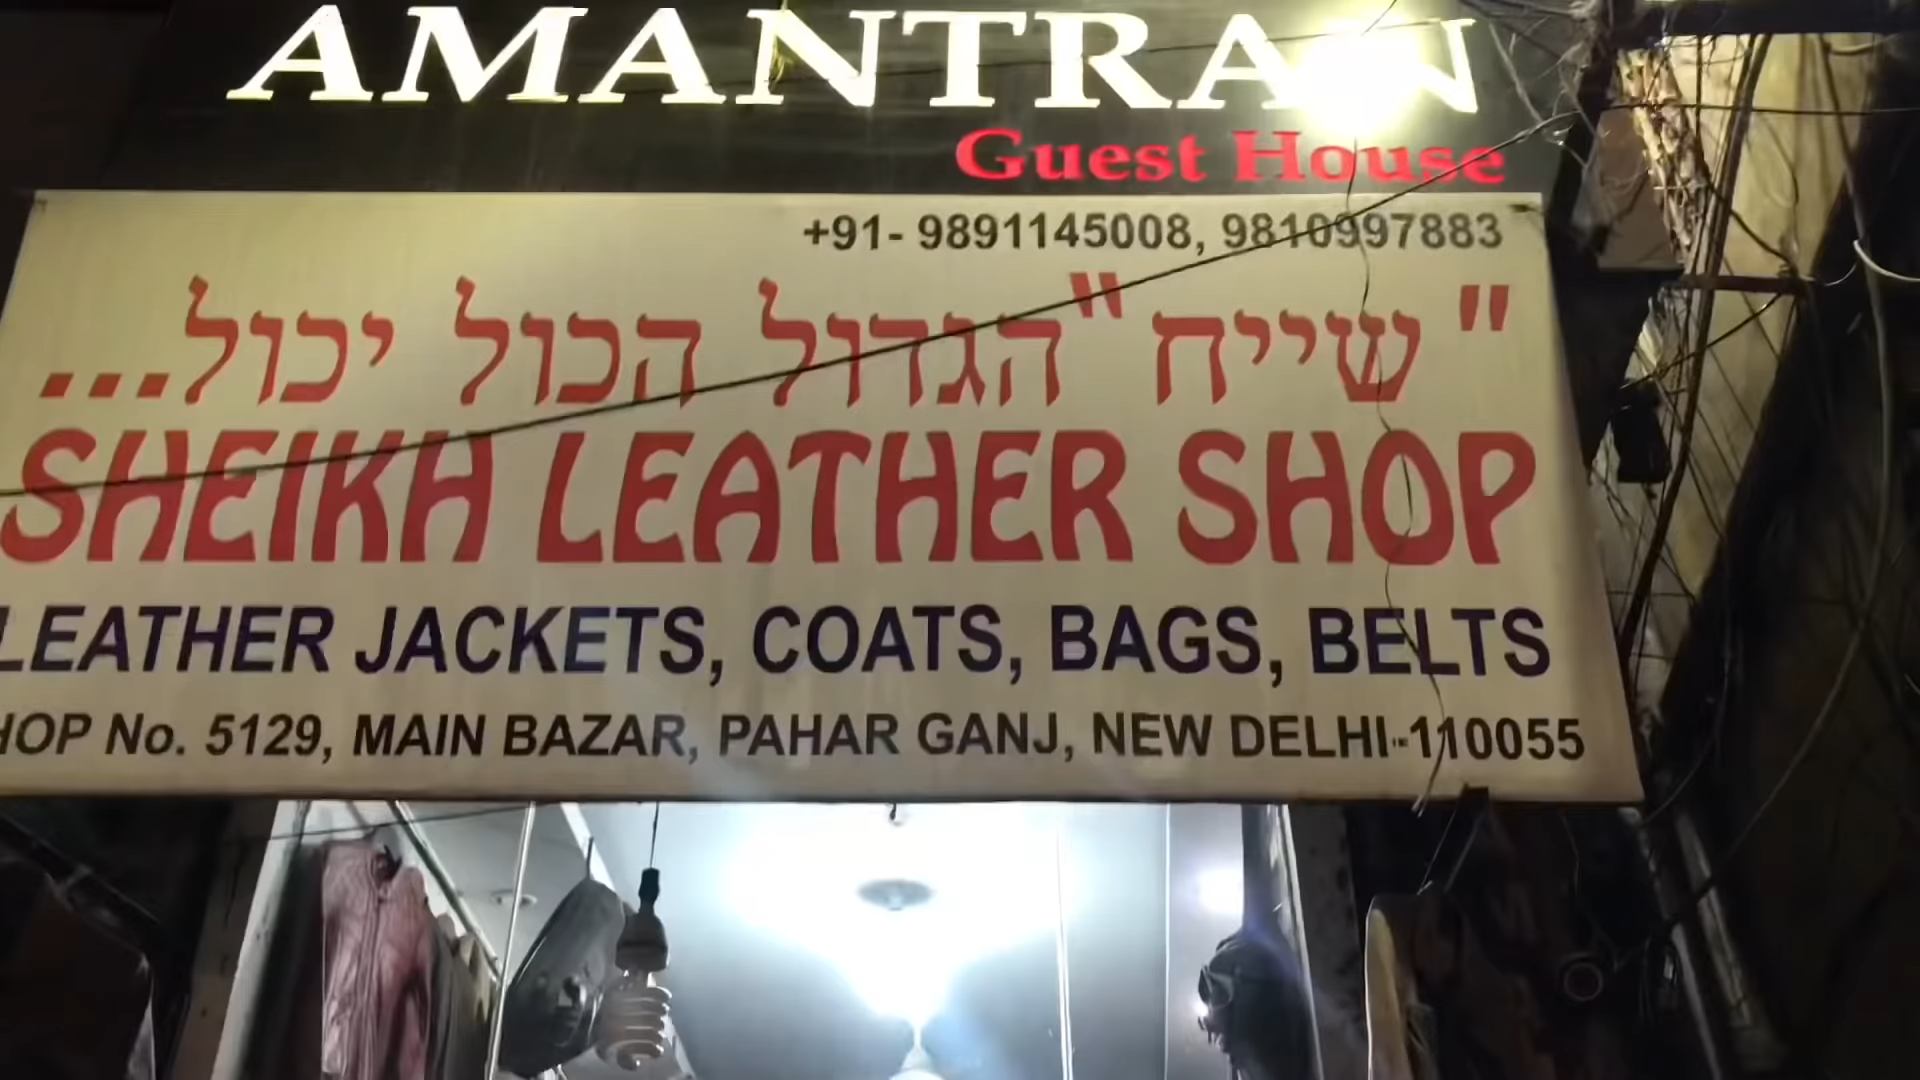 AMANTRAN
Guest House
+91- 9891145008, 9810997883
"שייח" הגדול הכול יכול...
SHEIKH LEATHER SHOP
LEATHER JACKETS, COATS, BAGS, BELTS
HOP No. 5129, MAIN BAZAR, PAHAR GANJ, NEW DELHI-110055